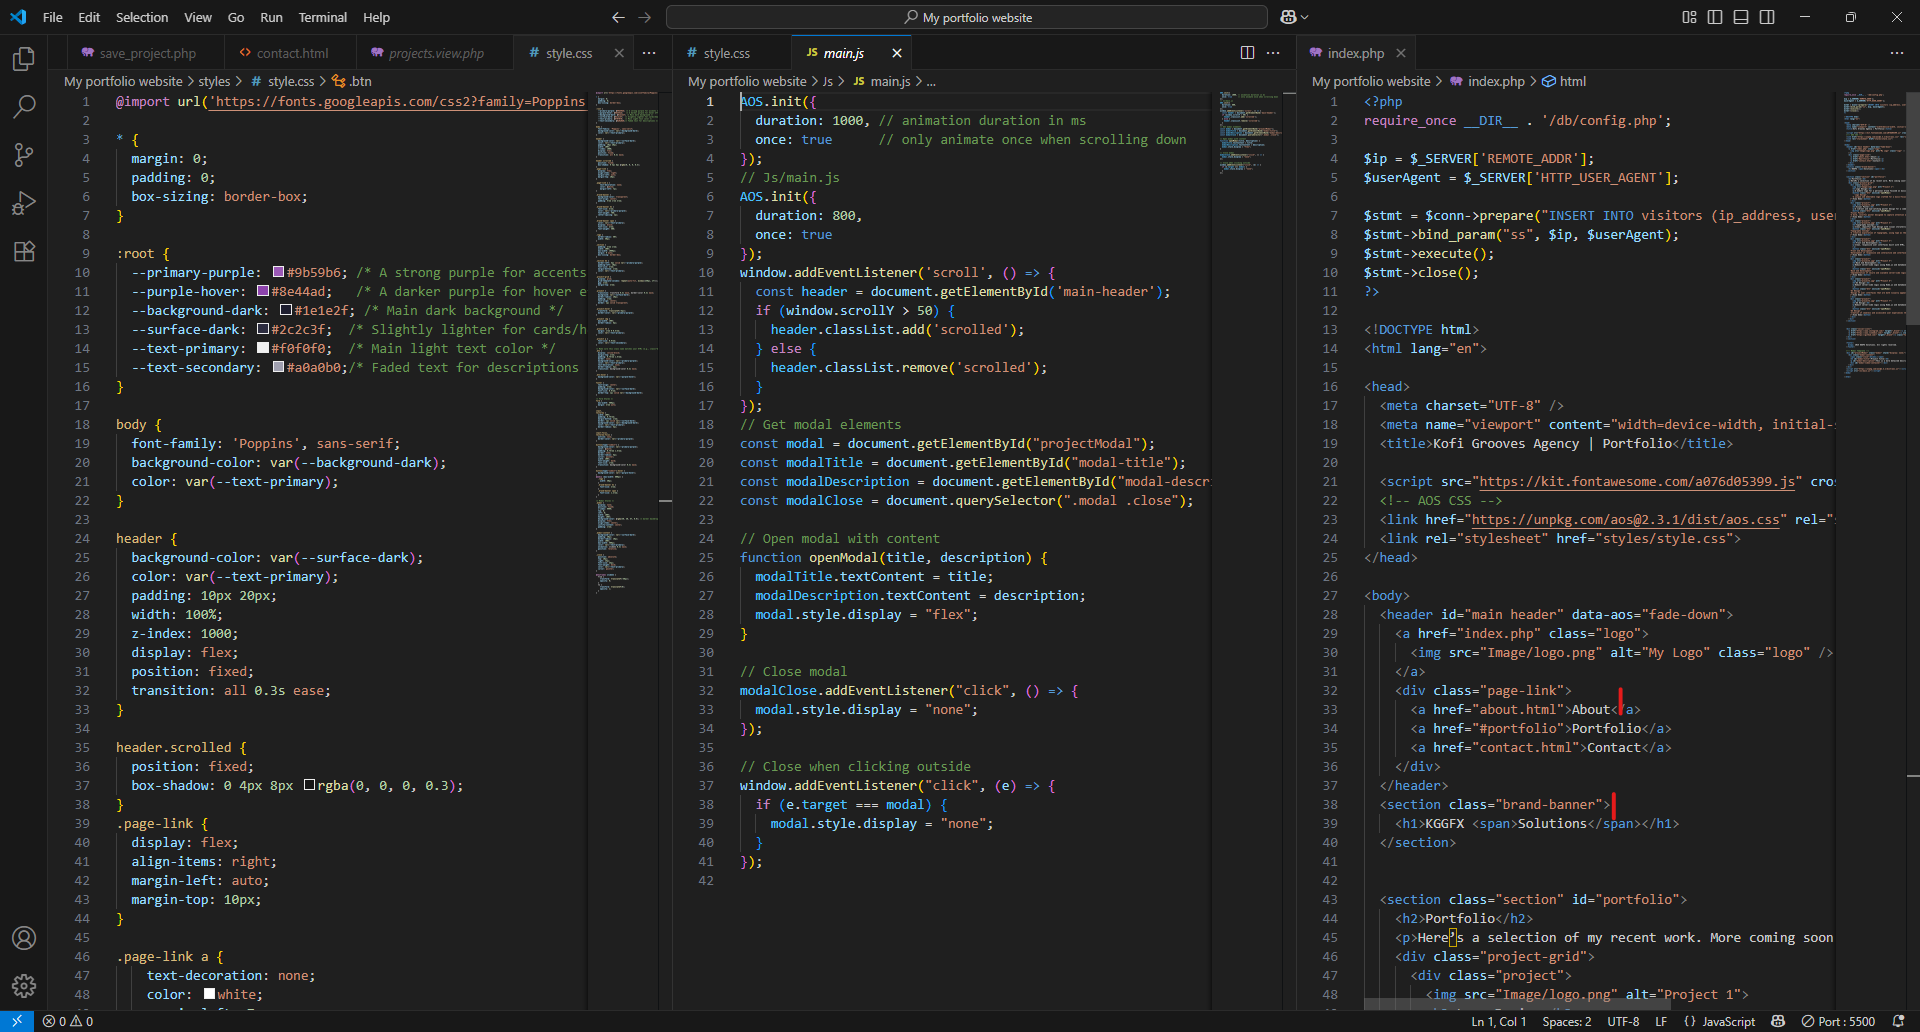 File Edit Selection View Go Run Terminal Help
My portfolio website
save_project.php
contact.html
projects.view.php
style.css
My portfolio website > styles > style.css > .btn
1 @import url('https://fonts.googleapis.com/css2?family=Poppins
2
3 * {
4 margin: 0;
5 padding: 0;
6 box-sizing: border-box;
7 }
8
9 :root {
10 --primary-purple: #9b59b6; /* A strong purple for accents
11 --purple-hover: #8e44ad; /* A darker purple for hover e
12 --background-dark: #1e1e2f; /* Main dark background */
13 --surface-dark: #2c2c3f; /* Slightly lighter for cards/h
14 --text-primary: #f0f0f0; /* Main light text color */
15 --text-secondary: #a0a0b0;/* Faded text for descriptions
16 }
17
18 body {
19 font-family: 'Poppins', sans-serif;
20 background-color: var(--background-dark);
21 color: var(--text-primary);
22 }
23
24 header {
25 background-color: var(--surface-dark);
26 color: var(--text-primary);
27 padding: 10px 20px;
28 width: 100%;
29 z-index: 1000;
30 display: flex;
31 position: fixed;
32 transition: all 0.3s ease;
33 }
34
35 header.scrolled {
36 position: fixed;
37 box-shadow: 0 4px 8px rgba(0, 0, 0, 0.3);
38 }
39 .page-link {
40 display: flex;
41 align-items: right;
42 margin-left: auto;
43 margin-top: 10px;
44 }
45
46 .page-link a {
47 text-decoration: none;
48 color: white;
style.css
main.js
My portfolio website > Js > JS main.js > ...
1 AOS.init({
2 duration: 1000, // animation duration in ms
3 once: true // only animate once when scrolling down
4 });
5 // Js/main.js
6 AOS.init({
7 duration: 800,
8 once: true
9 });
10 window.addEventListener('scroll', () => {
11 const header = document.getElementById('main-header');
12 if (window.scrollY > 50) {
13 header.classList.add('scrolled');
14 } else {
15 header.classList.remove('scrolled');
16 }
17 });
18 // Get modal elements
19 const modal = document.getElementById("projectModal");
20 const modalTitle = document.getElementById("modal-title");
21 const modalDescription = document.getElementById("modal-descr
22 const modalClose = document.querySelector(".modal .close");
23
24 // Open modal with content
25 function openModal(title, description) {
26 modalTitle.textContent = title;
27 modalDescription.textContent = description;
28 modal.style.display = "flex";
29 }
30
31 // Close modal
32 modalClose.addEventListener("click", () => {
33 modal.style.display = "none";
34 });
35
36 // Close when clicking outside
37 window.addEventListener("click", (e) => {
38 if (e.target === modal) {
39 modal.style.display = "none";
40 }
41 });
42
index.php
My portfolio website > index.php > html
1 <?php
2 require_once __DIR__ . '/db/config.php';
3
4 $ip = $_SERVER['REMOTE_ADDR'];
5 $userAgent = $_SERVER['HTTP_USER_AGENT'];
6
7 $stmt = $conn->prepare("INSERT INTO visitors (ip_address, user
8 $stmt->bind_param("ss", $ip, $userAgent);
9 $stmt->execute();
10 $stmt->close();
11 ?>
12
13 <!DOCTYPE html>
14 <html lang="en">
15
16 <head>
17 <meta charset="UTF-8" />
18 <meta name="viewport" content="width=device-width, initial-s
19 <title>Kofi Grooves Agency | Portfolio</title>
20
21 <script src="https://kit.fontawesome.com/a076d05399.js" cros
22 <!-- AOS CSS -->
23 <link href="https://unpkg.com/aos@2.3.1/dist/aos.css" rel="s
24 <link rel="stylesheet" href="styles/style.css">
25 </head>
26
27 <body>
28 <header id="main header" data-aos="fade-down">
29 <a href="index.php" class="logo">
30 <img src="Image/logo.png" alt="My Logo" class="logo" />
31 </a>
32 <div class="page-link">
33 <a href="about.html">About</a>
34 <a href="#portfolio">Portfolio</a>
35 <a href="contact.html">Contact</a>
36 </div>
37 </header>
38 <section class="brand-banner">
39 <h1>KGGFX <span>Solutions</span></h1>
40 </section>
41
42
43 <section class="section" id="portfolio">
44 <h2>Portfolio</h2>
45 <p>Here’s a selection of my recent work. More coming soon
46 <div class="project-grid">
47 <div class="project">
48 <img src="Image/logo.png" alt="Project 1">
0 0
Ln 1, Col 1 Spaces: 2 UTF-8 LF {} JavaScript Port : 5500